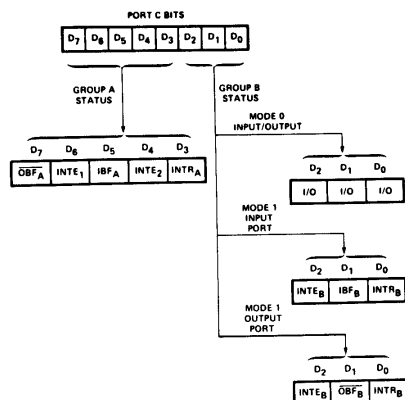 PORT C BITS
D7 D6 D5 D4 D3 D2 D1 D0
GROUP A
STATUS
GROUP B
STATUS
MODE 0
INPUT/OUTPUT
D7 D6 D5 D4 D3
O̅B̅F̅A INTE1 IBFA INTE2 INTRA
D2 D1 D0
I/O I/O I/O
MODE 1
INPUT
PORT
D2 D1 D0
INTEB IBFB INTRB
MODE 1
OUTPUT
PORT
D2 D1 D0
INTEB O̅B̅F̅B INTRB